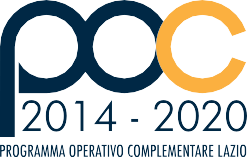 poc
2014 - 2020
PROGRAMMA OPERATIVO COMPLEMENTARE LAZIO